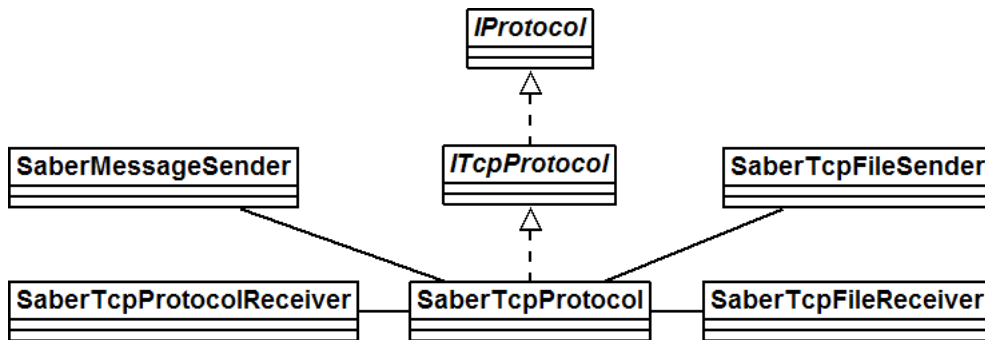 IProtocol
SaberMessageSender
ITcpProtocol
SaberTcpFileSender
SaberTcpProtocolReceiver
SaberTcpProtocol
SaberTcpFileReceiver